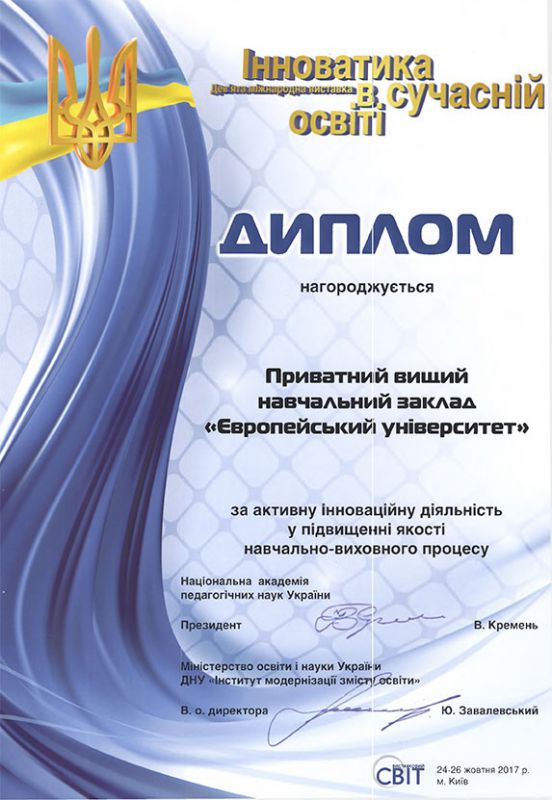 Інноватика
Дев'ята міжнародна виставка
в сучасній
освіті
ДИПЛОМ
нагороджується
Приватний вищий
навчальний заклад
«Європейський університет»
за активну інноваційну діяльність
у підвищенні якості
навчально-виховного процесу
Національна академія
педагогічних наук України
Президент В. Кремень
Міністерство освіти і науки України
ДНУ «Інститут модернізації змісту освіти»
В. о. директора Ю. Завалевський
ВИСТАВКОВИЙ
СВІТ
24-26 жовтня 2017 р.
м. Київ